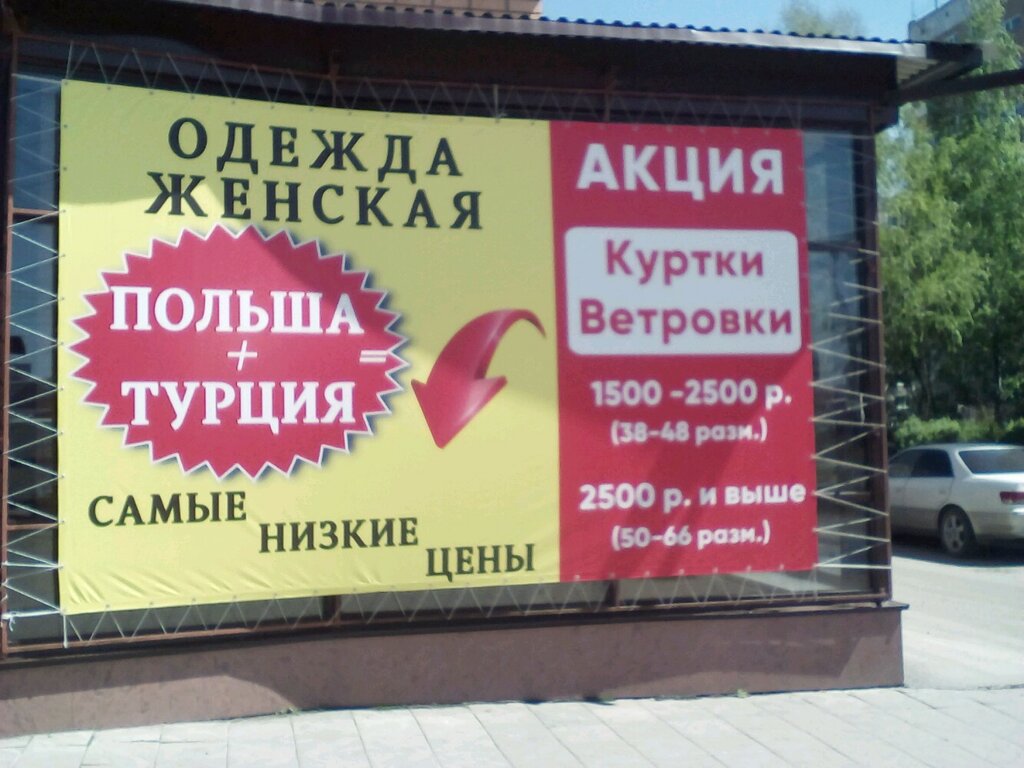 ОДЕЖДА
ЖЕНСКАЯ
ПОЛЬША
+ =
ТУРЦИЯ
САМЫЕ
НИЗКИЕ
ЦЕНЫ
АКЦИЯ
Куртки
Ветровки
1500 -2500 р.
(38-48 разм.)
2500 р. и выше
(50-66 разм.)